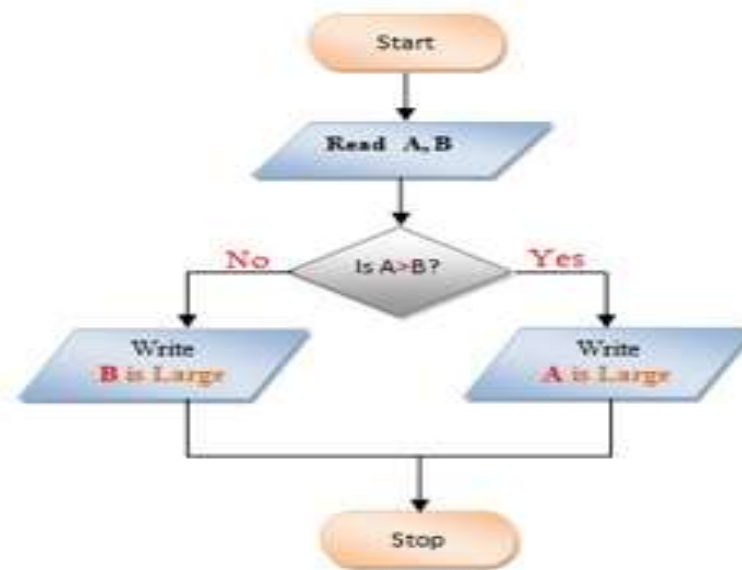 Start
Read A, B
Is A>B?
No
Yes
Write
B is Large
Write
A is Large
Stop